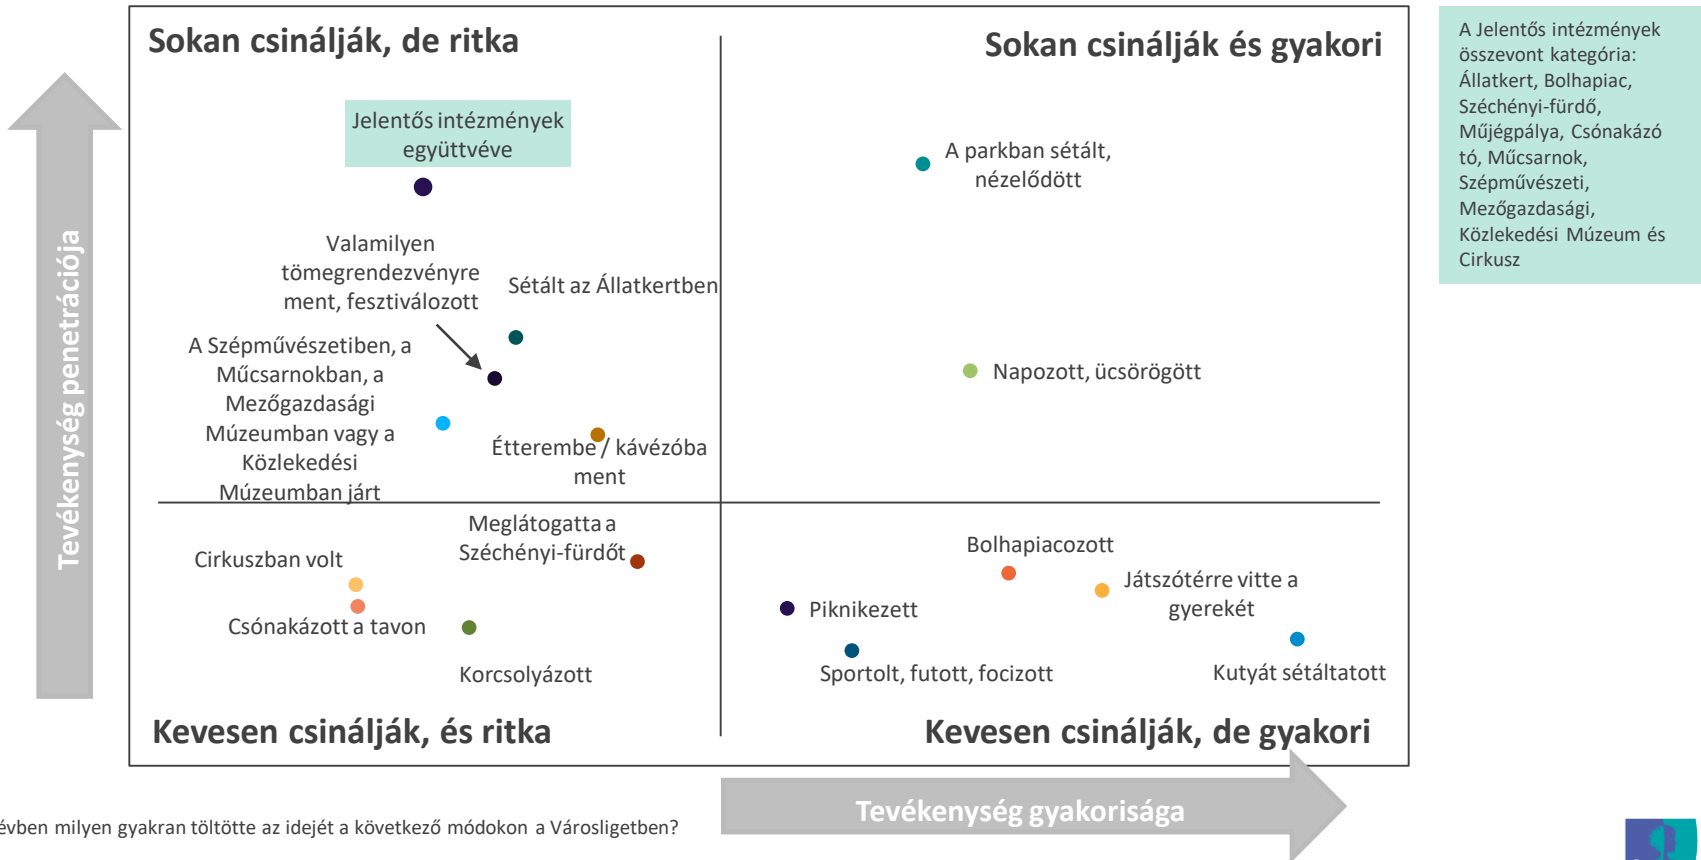 Sokan csinálják, de ritka
Sokan csinálják és gyakori
Jelentős intézmények
együttvéve
A parkban sétált,
nézelődött
Valamilyen
tömegrendezvényre
ment, fesztiválozott
Sétált az Állatkertben
A Szépművészetiben, a
Műcsarnokban, a
Mezőgazdasági
Múzeumban vagy a
Közlekedési
Múzeumban járt
Napozott, ücsörögött
Étterembe / kávézóba
ment
Meglátogatta a
Széchényi-fürdőt
Cirkuszban volt
Csónakázott a tavon
Korcsolyázott
Bolhapiacozott
Játszótérre vitte a
gyerekét
Piknikezett
Sportolt, futott, focizott
Kutyát sétáltatott
Kevesen csinálják, és ritka
Kevesen csinálják, de gyakori
Tevékenység penetrációja
Tevékenység gyakorisága
A Jelentős intézmények
összevont kategória:
Állatkert, Bolhapiac,
Széchényi-fürdő,
Műjégpálya, Csónakázó
tó, Műcsarnok,
Szépművészeti,
Mezőgazdasági,
Közlekedési Múzeum és
Cirkusz
évben milyen gyakran töltötte az idejét a következő módokon a Városligetben?